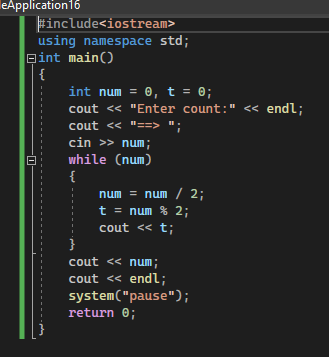 leApplication16
#include<iostream>
using namespace std;
int main()
{
int num = 0, t = 0;
cout << "Enter count:" << endl;
cout << "==> ";
cin >> num;
while (num)
{
num = num / 2;
t = num % 2;
cout << t;
}
cout << num;
cout << endl;
system("pause");
return 0;
}